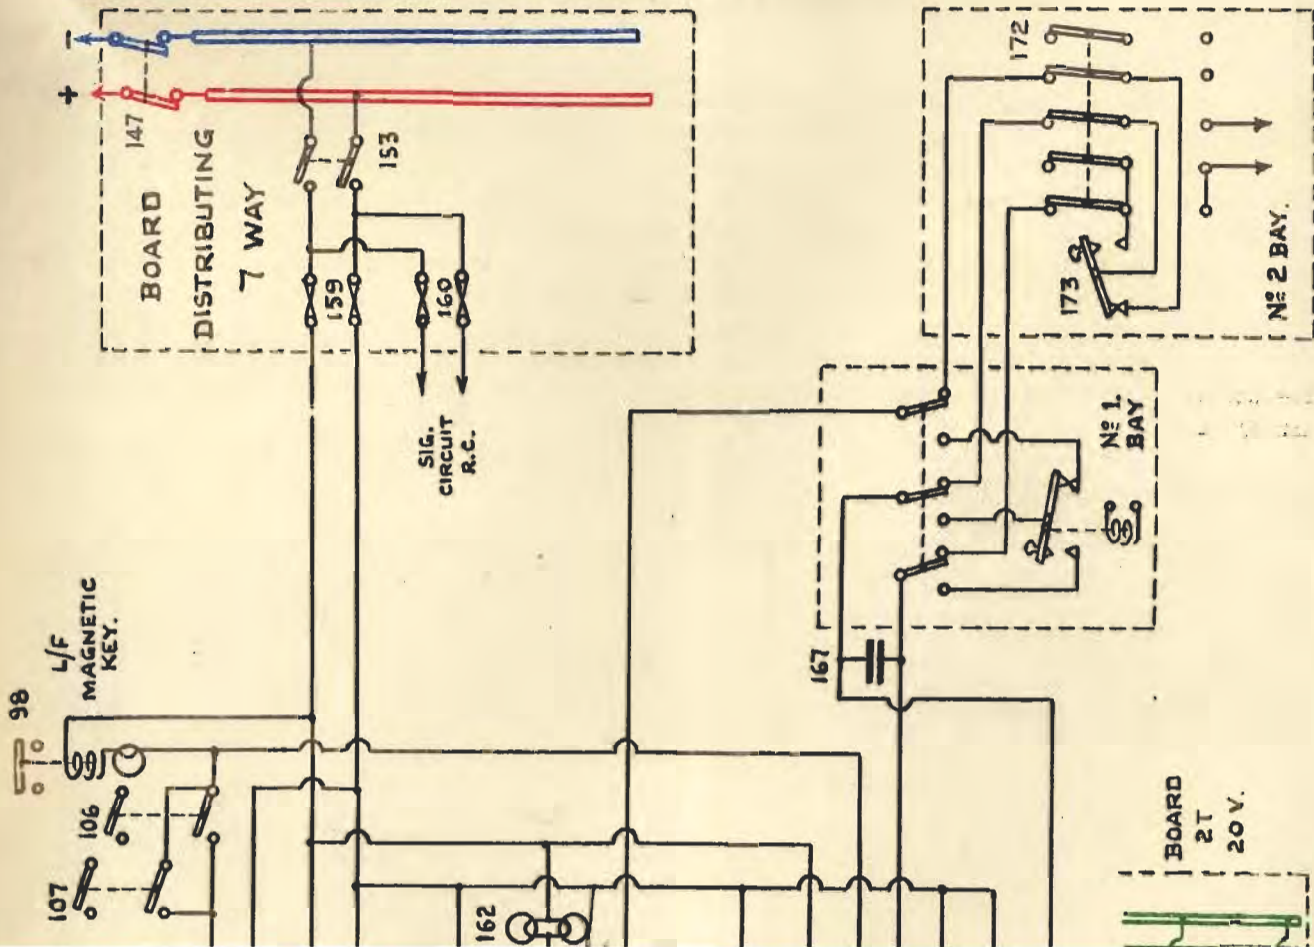 -
+
147
BOARD
DISTRIBUTING
7 WAY
153
159
160
SIG.
CIRCUIT
R.C.
172
173
Nº 2 BAY.
Nº 1.
BAY
167
98
L/F
MAGNETIC
KEY.
106
107
162
BOARD
2T
20 V.